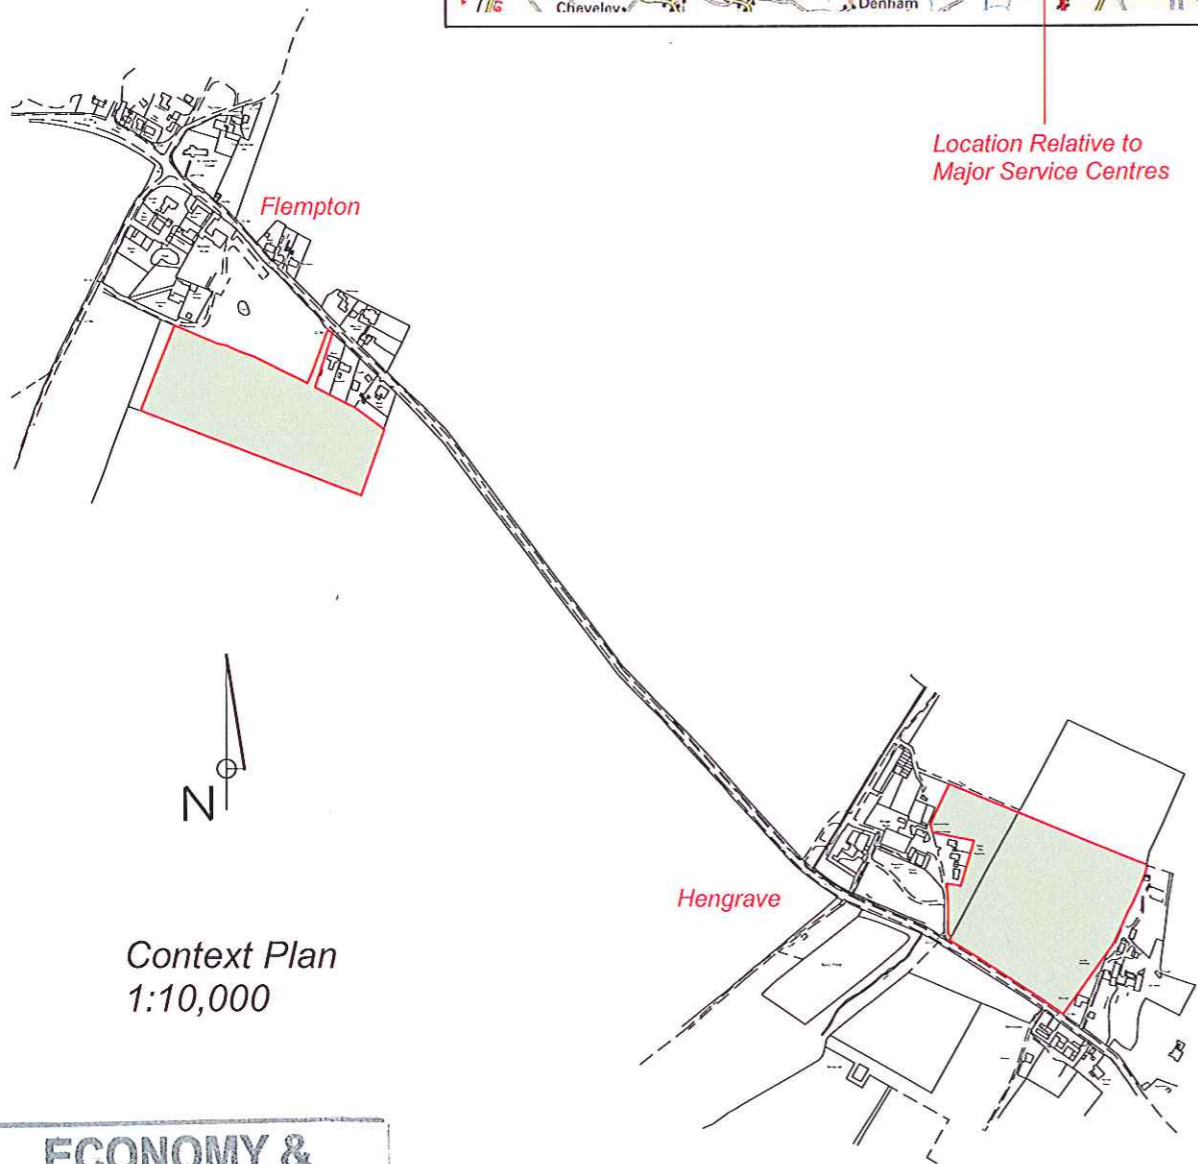 Cheveley
Denham
Location Relative to
Major Service Centres
Flempton
N
Hengrave
Context Plan
1:10,000
ECONOMY &